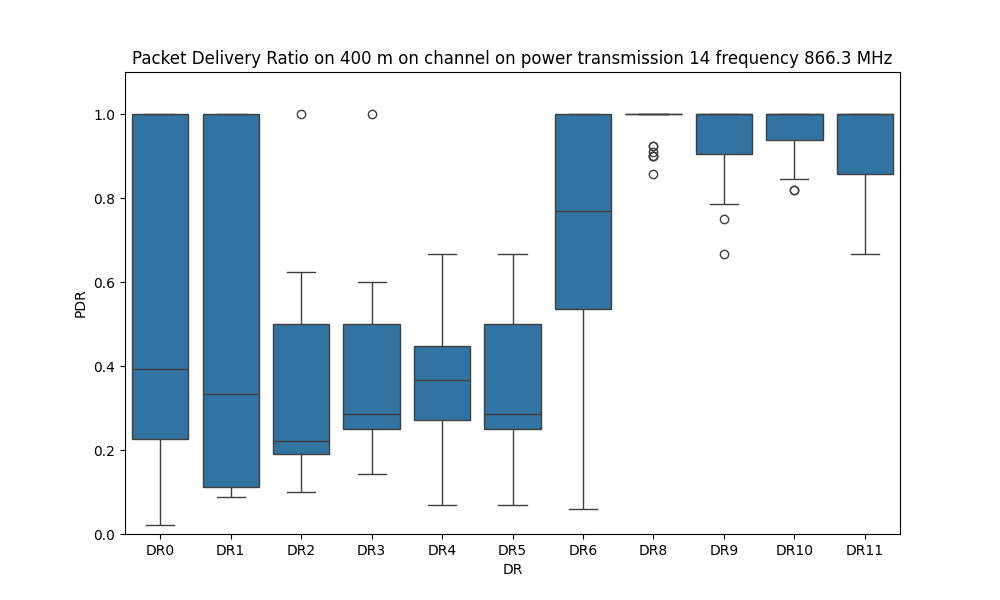 Packet Delivery Ratio on 400 m on channel on power transmission 14 frequency 866.3 MHz
1.0
0.8
0.6
0.4
0.2
0.0
PDR
DR0 DR1 DR2 DR3 DR4 DR5 DR6 DR8 DR9 DR10 DR11
DR